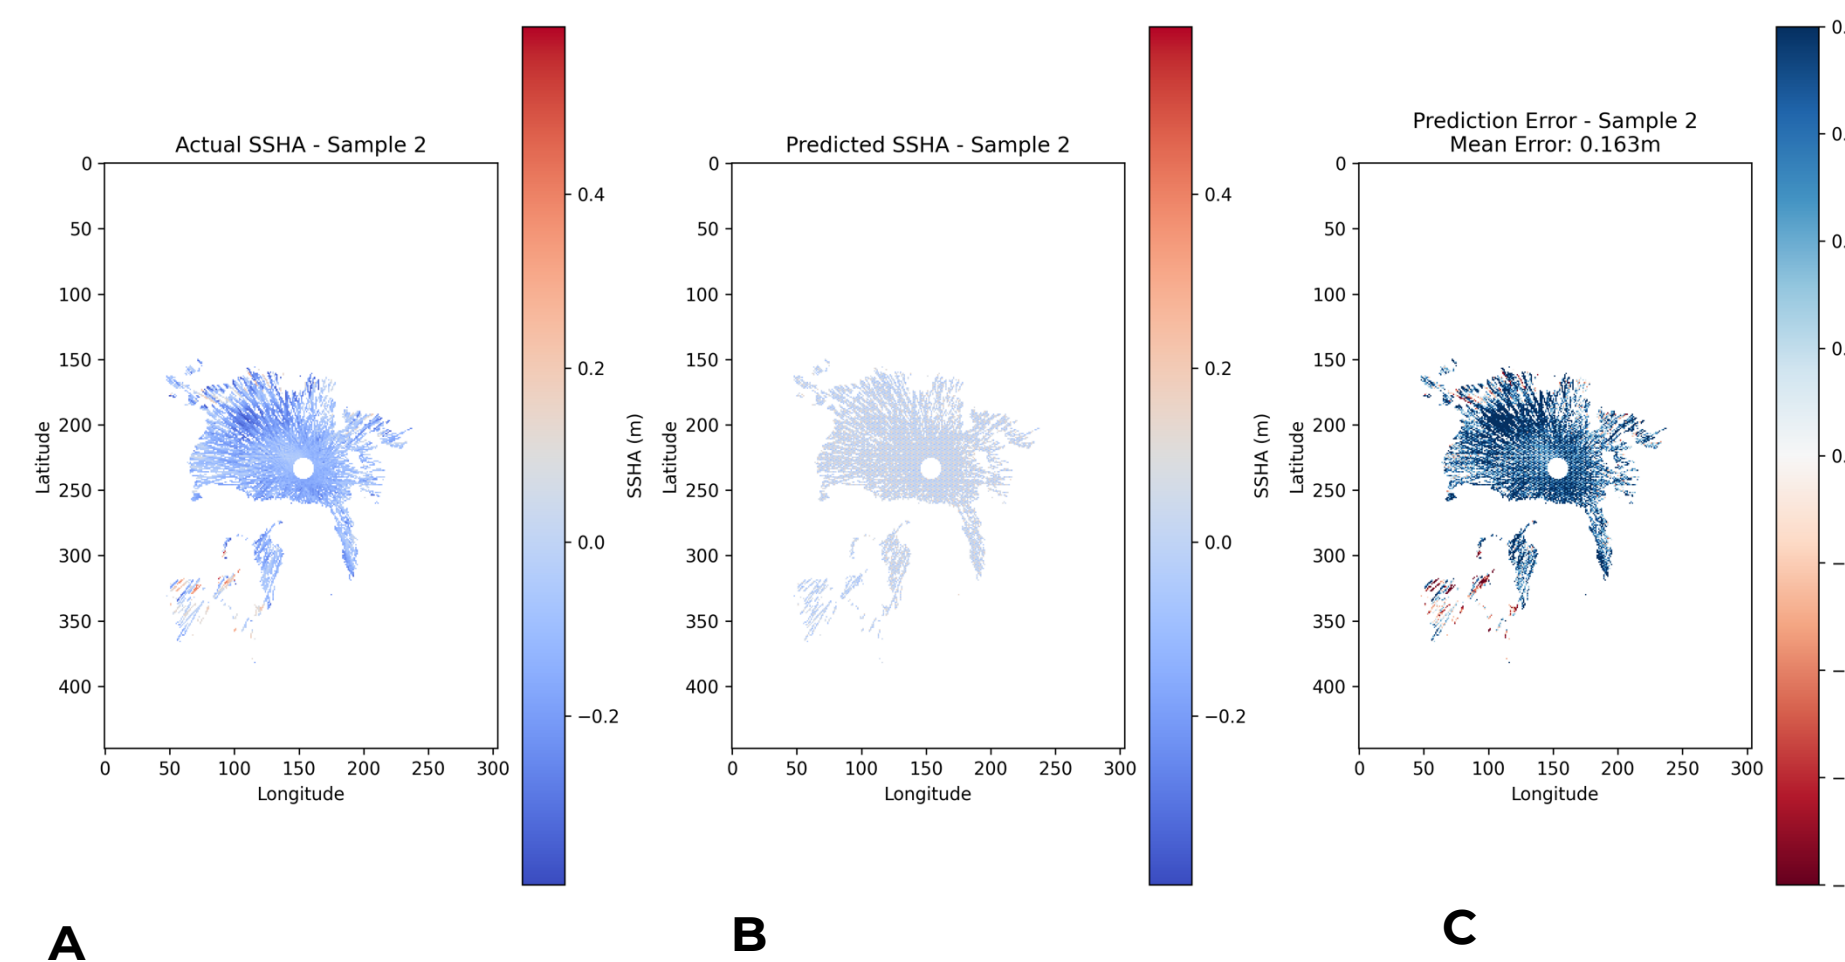 Actual SSHA - Sample 2
0
50
100
150
200
250
300
350
400
Latitude
0 50 100 150 200 250 300
Longitude
0.4
0.2
0.0
−0.2
SSHA (m)
A
Predicted SSHA - Sample 2
0
50
100
150
200
250
300
350
400
Latitude
0 50 100 150 200 250 300
Longitude
0.4
0.2
0.0
−0.2
SSHA (m)
B
Prediction Error - Sample 2
Mean Error: 0.163m
0
50
100
150
200
250
300
350
400
Latitude
0 50 100 150 200 250 300
Longitude
C